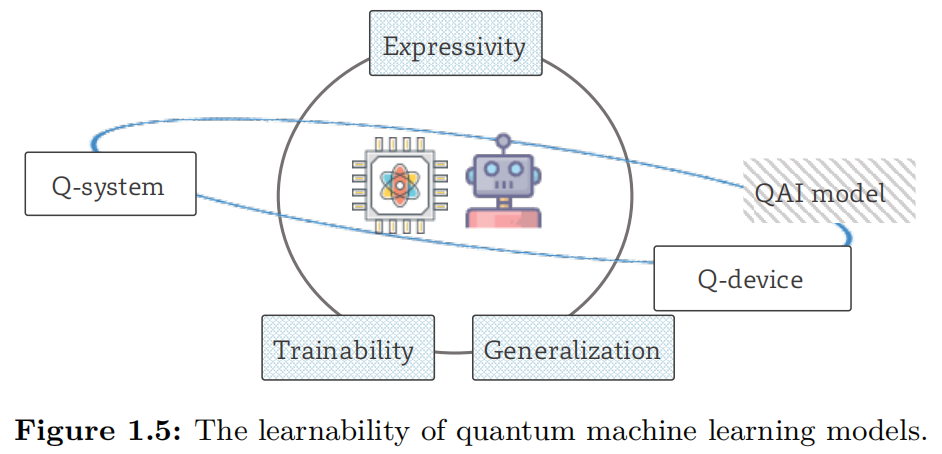 Expressivity
Q-system
QAI model
Q-device
Trainability
Generalization
Figure 1.5: The learnability of quantum machine learning models.